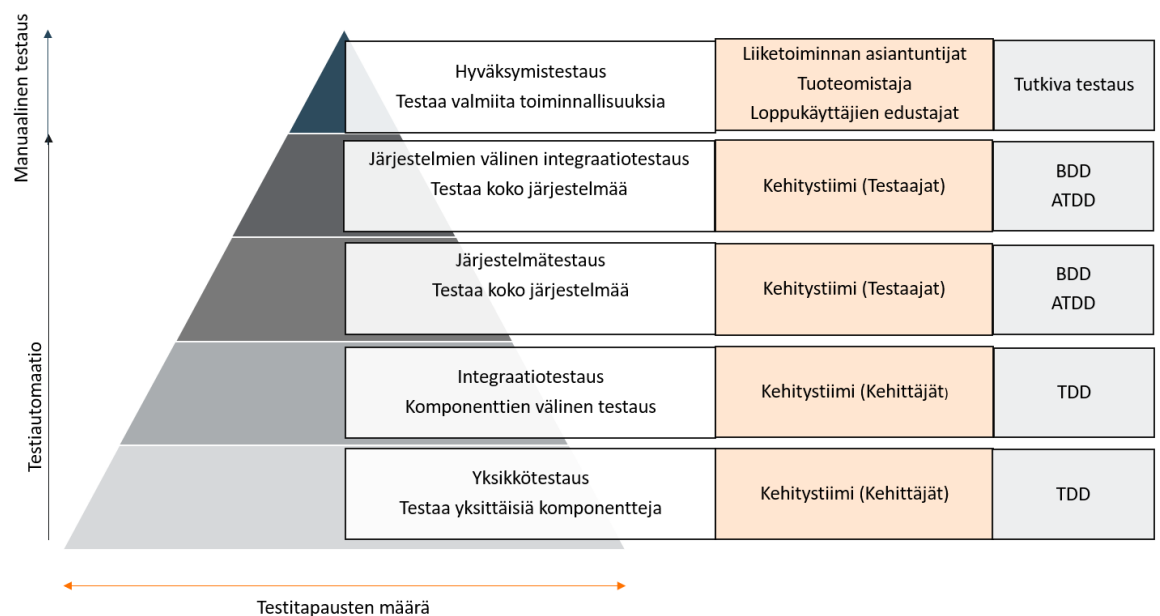 Manuaalinen testaus
Testiautomaatio
Hyväksymistestaus
Testaa valmiita toiminnallisuuksia
Liiketoiminnan asiantuntijat
Tuoteomistaja
Loppukäyttäjien edustajat
Tutkiva testaus
Järjestelmien välinen integraatiotestaus
Testaa koko järjestelmää
Kehitystiimi (Testaajat)
BDD
ATDD
Järjestelmätestaus
Testaa koko järjestelmää
Kehitystiimi (Testaajat)
BDD
ATDD
Integraatiotestaus
Komponenttien välinen testaus
Kehitystiimi (Kehittäjät)
TDD
Yksikkötestaus
Testaa yksittäisiä komponentteja
Kehitystiimi (Kehittäjät)
TDD
Testitapausten määrä